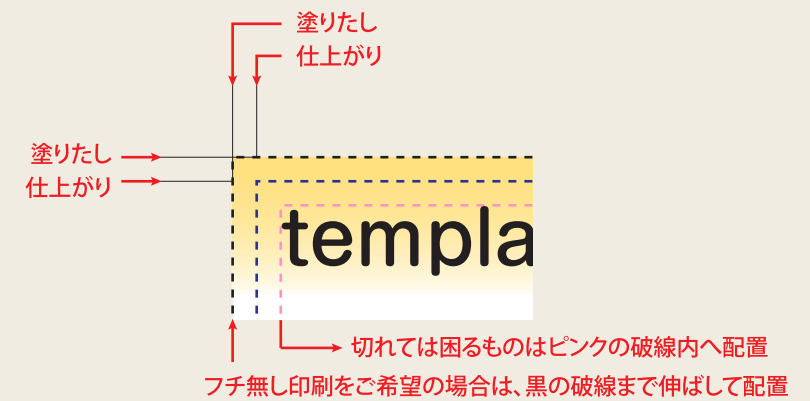 塗りたし
仕上がり
塗りたし
仕上がり
templa
切れては困るものはピンクの破線内へ配置
フチ無し印刷をご希望の場合は、黒の破線まで伸ばして配置